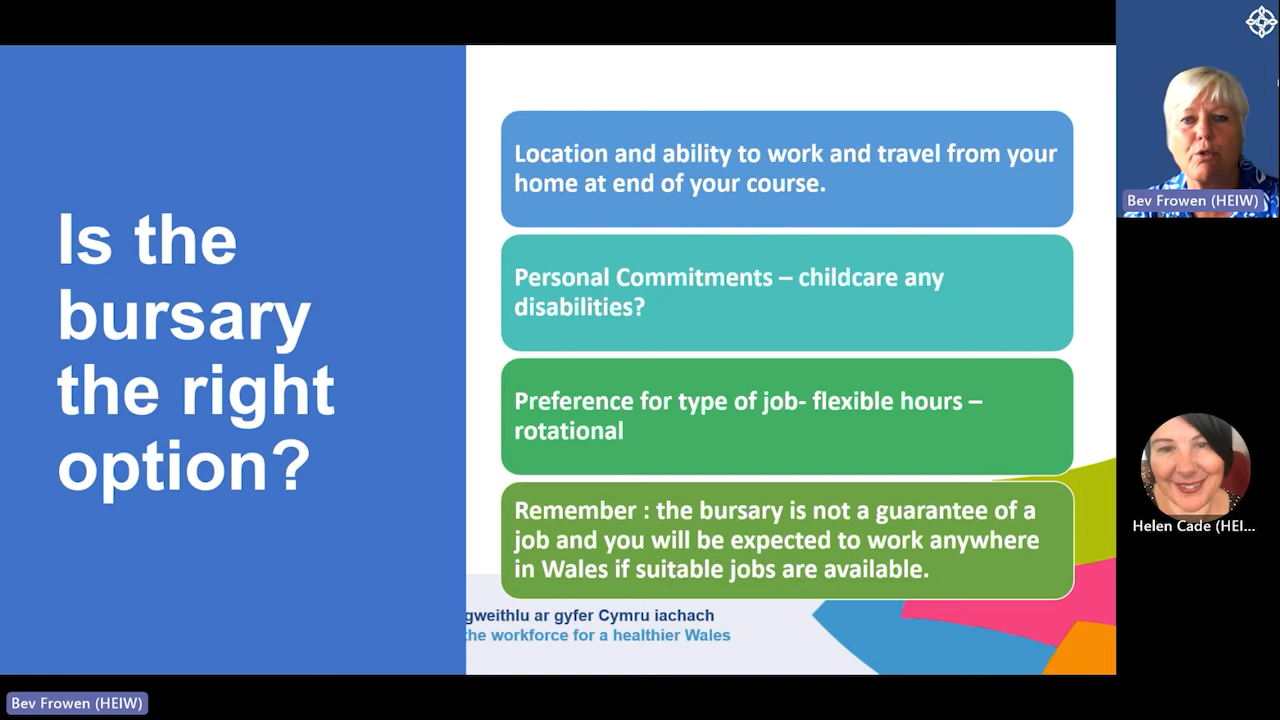 Is the
bursary
the right
option?
Location and ability to work and travel from your
home at end of your course.
Personal Commitments – childcare any
disabilities?
Preference for type of job- flexible hours –
rotational
Remember : the bursary is not a guarantee of a
job and you will be expected to work anywhere
in Wales if suitable jobs are available.
gweithlu ar gyfer Cymru iachach
the workforce for a healthier Wales
Bev Frowen (HEIW)
Helen Cade (HEI...
Bev Frowen (HEIW)